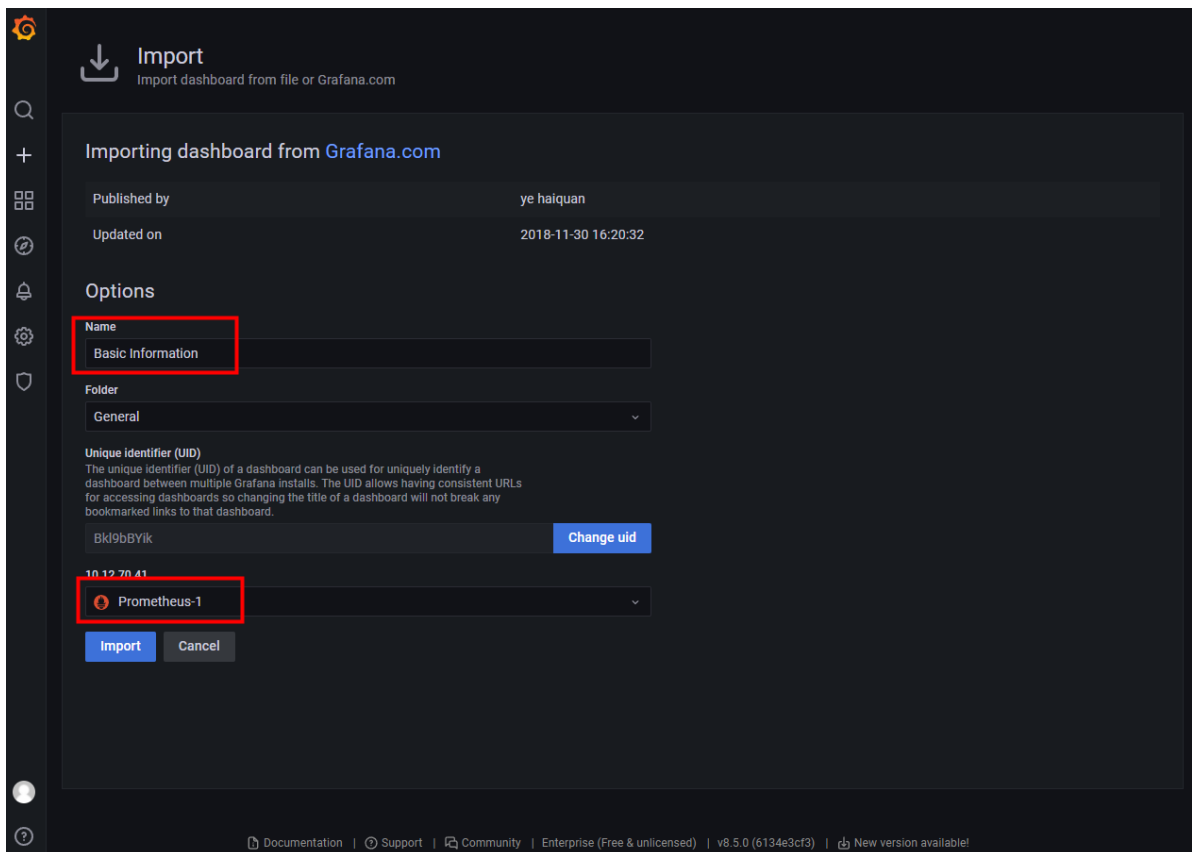 Import
Import dashboard from file or Grafana.com
Importing dashboard from Grafana.com
Published by ye haiquan
Updated on 2018-11-30 16:20:32
Options
Name
Basic Information
Folder
General
Unique identifier (UID)
The unique identifier (UID) of a dashboard can be used for uniquely identify a
dashboard between multiple Grafana installs. The UID allows having consistent URLs
for accessing dashboards so changing the title of a dashboard will not break any
bookmarked links to that dashboard.
Bkl9bBYik Change uid
10.12.70.41
Prometheus-1
Import Cancel
Documentation | Support | Community | Enterprise (Free & unlicensed) | v8.5.0 (6134e3cf3) | New version available!